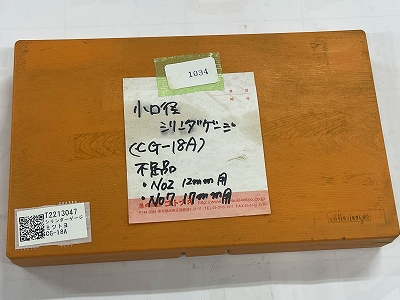 1034
小口径
シリンダゲージ
(CG-18A)
不足品
・No2 12mm用
・No7 17mm用
T2213047
シリンダーゲージ
ミツトヨ
CG-18A
Mitutoyo